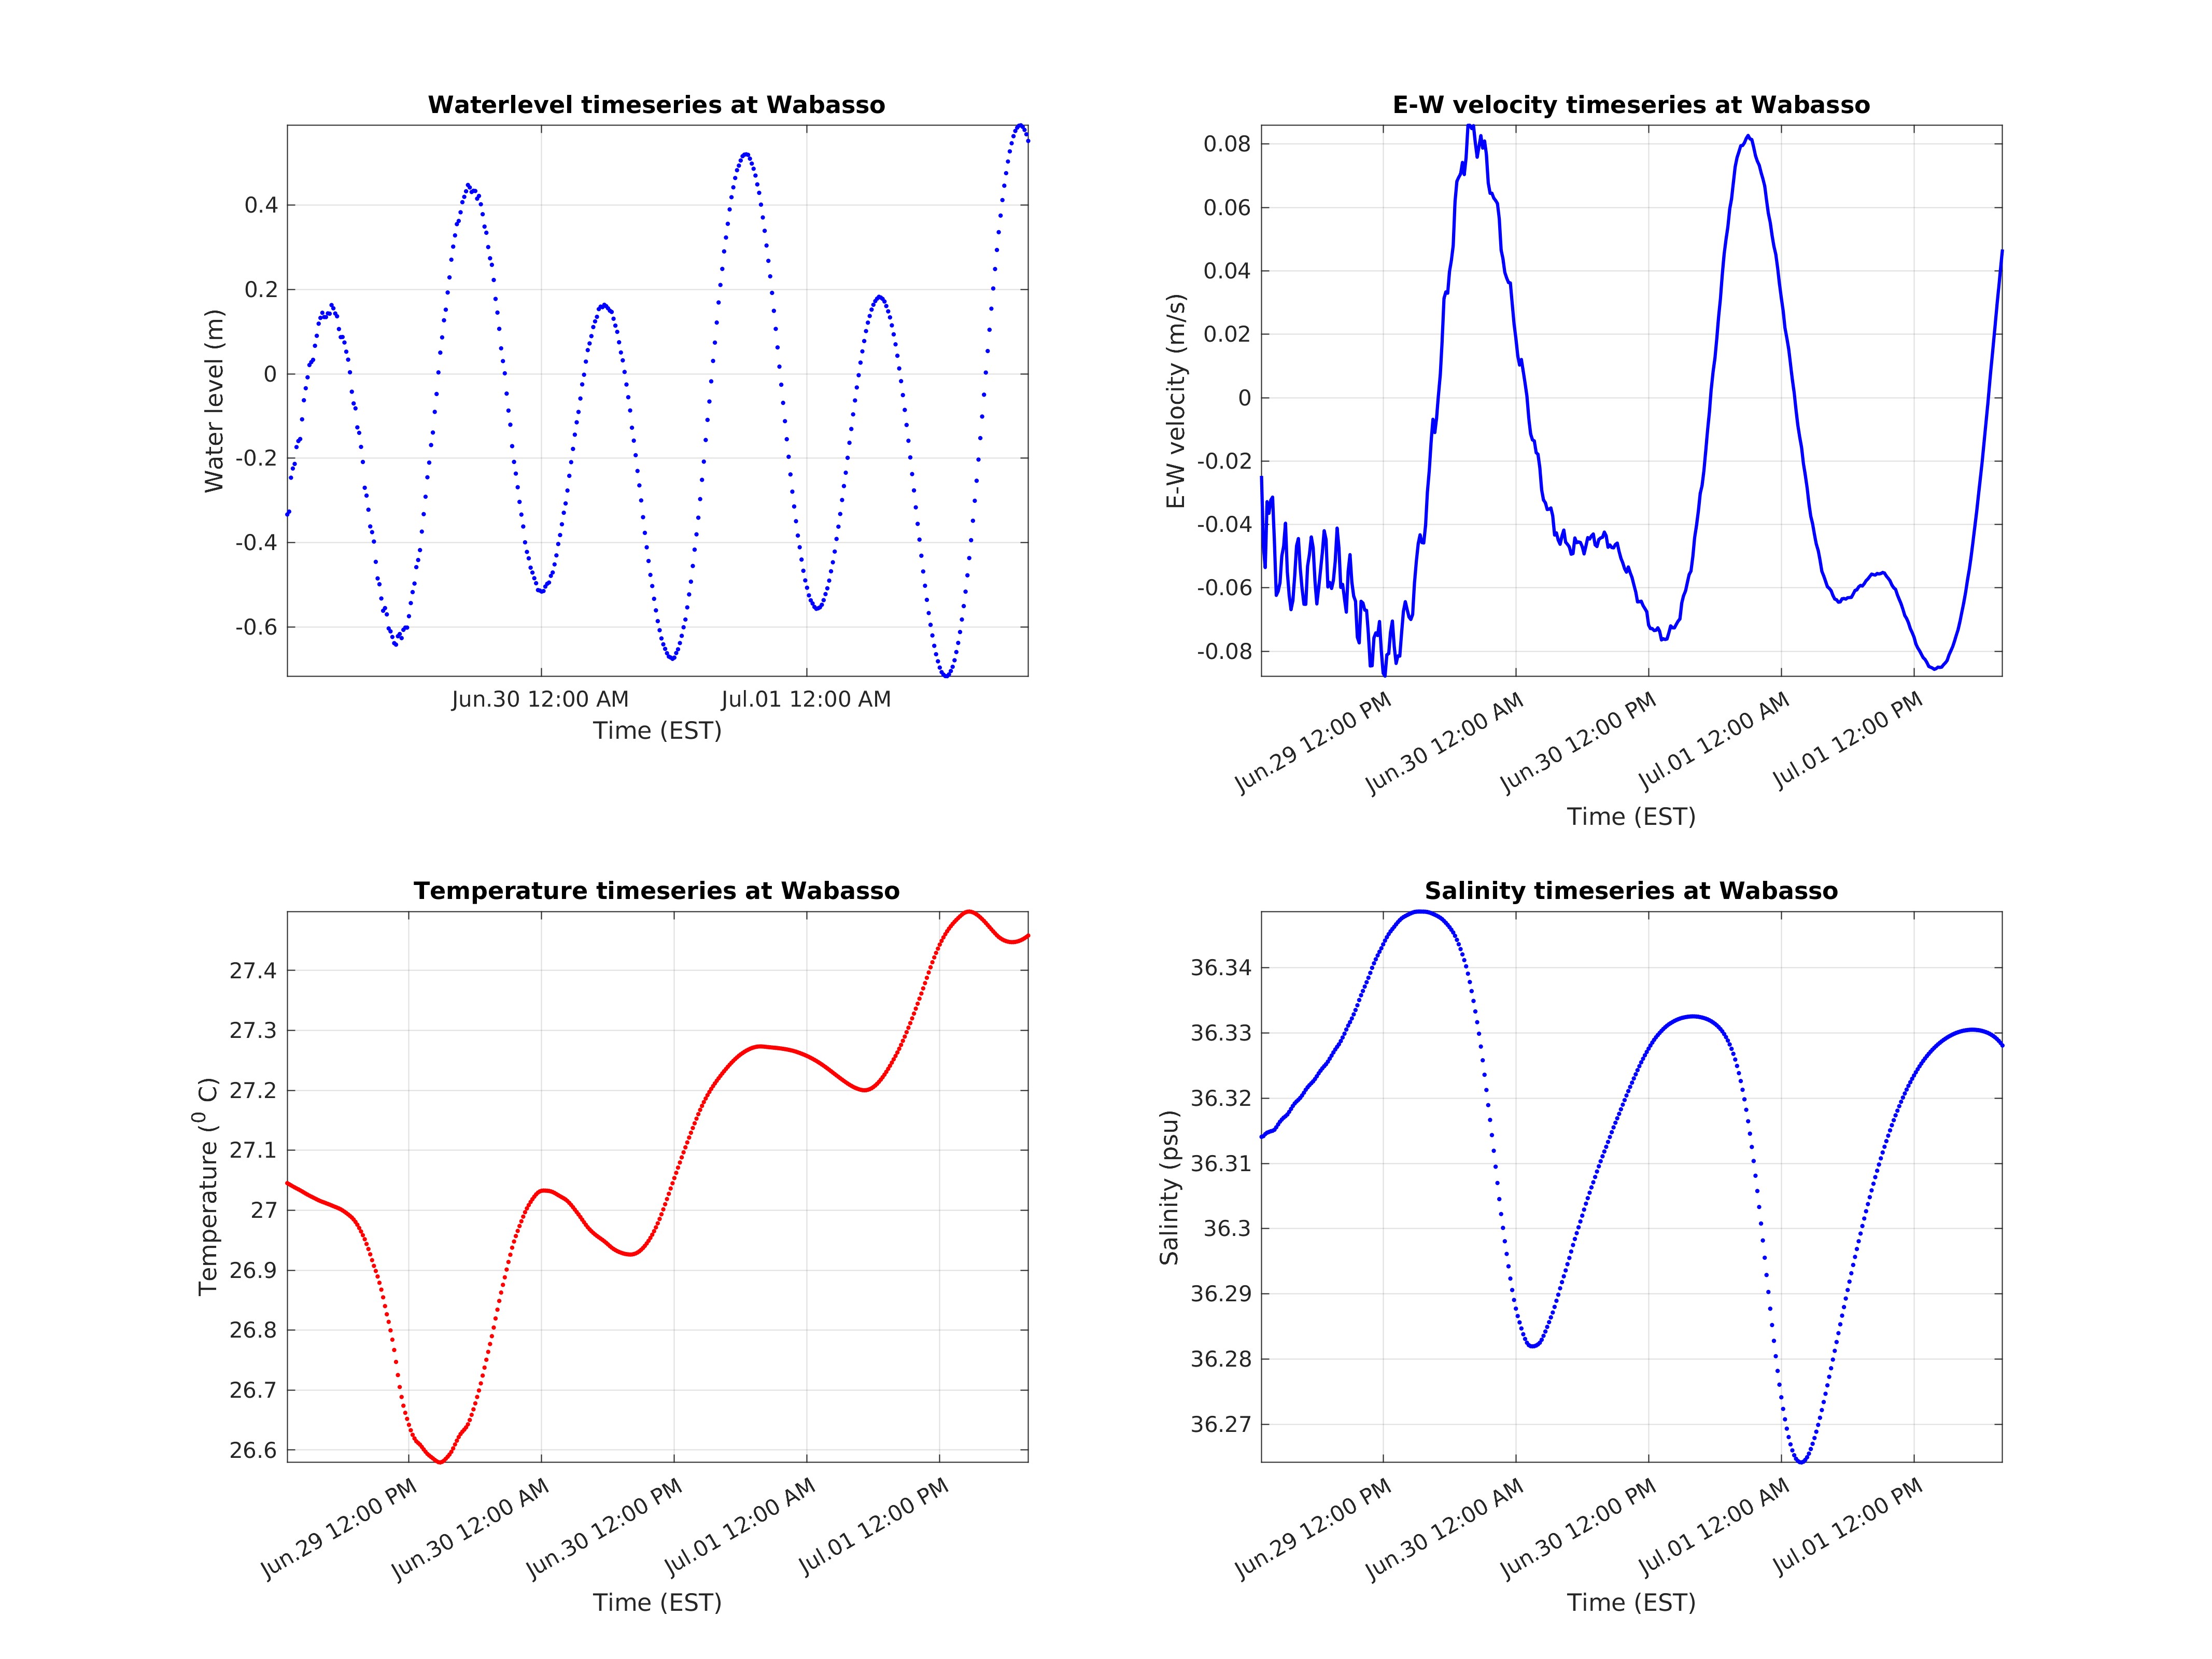 Waterlevel timeseries at Wabasso
Water level (m)
0.4
0.2
0
-0.2
-0.4
-0.6
Jun.30 12:00 AM
Jul.01 12:00 AM
Time (EST)
E-W velocity timeseries at Wabasso
E-W velocity (m/s)
0.08
0.06
0.04
0.02
0
-0.02
-0.04
-0.06
-0.08
Jun.29 12:00 PM
Jun.30 12:00 AM
Jun.30 12:00 PM
Jul.01 12:00 AM
Jul.01 12:00 PM
Time (EST)
Temperature timeseries at Wabasso
Temperature (⁰ C)
27.4
27.3
27.2
27.1
27
26.9
26.8
26.7
26.6
Jun.29 12:00 PM
Jun.30 12:00 AM
Jun.30 12:00 PM
Jul.01 12:00 AM
Jul.01 12:00 PM
Time (EST)
Salinity timeseries at Wabasso
Salinity (psu)
36.34
36.33
36.32
36.31
36.3
36.29
36.28
36.27
Jun.29 12:00 PM
Jun.30 12:00 AM
Jun.30 12:00 PM
Jul.01 12:00 AM
Jul.01 12:00 PM
Time (EST)